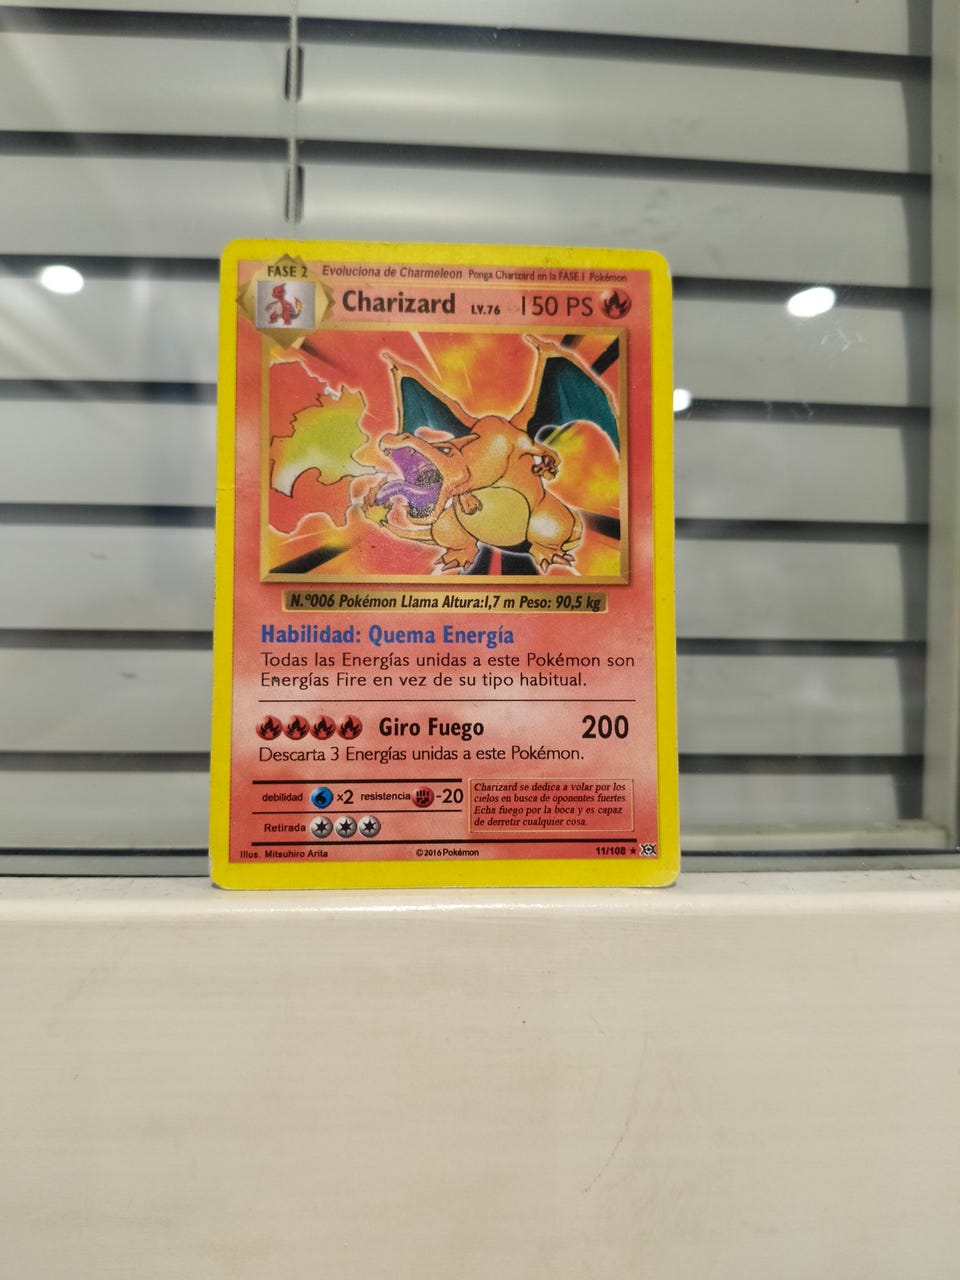 FASE 2 Evoluciona de Charmeleon Ponga Charizard en la FASE I Pokémon
Charizard LV.76 150 PS
N.º006 Pokémon Llama Altura:1,7 m Peso: 90,5 kg
Habilidad: Quema Energía
Todas las Energías unidas a este Pokémon son
Energías Fire en vez de su tipo habitual.
Giro Fuego 200
Descarta 3 Energías unidas a este Pokémon.
debilidad x2 resistencia -20
Retirada
Charizard se dedica a volar por los
cielos en busca de oponentes fuertes.
Echa fuego por la boca y es capaz
de derretir cualquier cosa.
Illus. Mitsuhiro Arita ©2016 Pokémon 11/108 ★